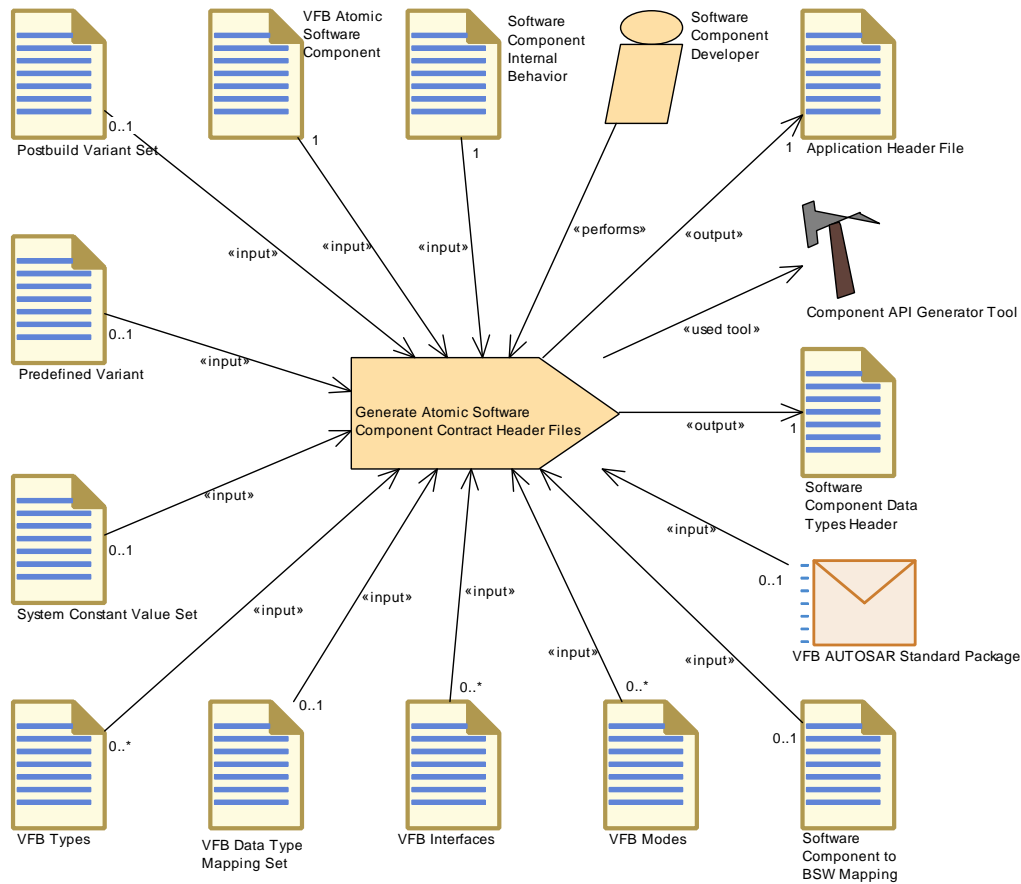 VFB Atomic
Software
Component
Software
Component
Internal
Behavior
Software
Component
Developer
0..1
Postbuild Variant Set
1
1
1
Application Header File
«input»
«input»
«input»
«performs»
«output»
Component API Generator Tool
«used tool»
0..1
Predefined Variant
«input»
Generate Atomic Software
Component Contract Header Files
«output»
1
Software
Component Data
Types Header
«input»
0..1
System Constant Value Set
«input»
0..1
VFB AUTOSAR Standard Package
«input»
«input»
«input»
«input»
«input»
0..*
VFB Types
0..1
VFB Data Type
Mapping Set
0..*
VFB Interfaces
0..*
VFB Modes
0..1
Software
Component to
BSW Mapping